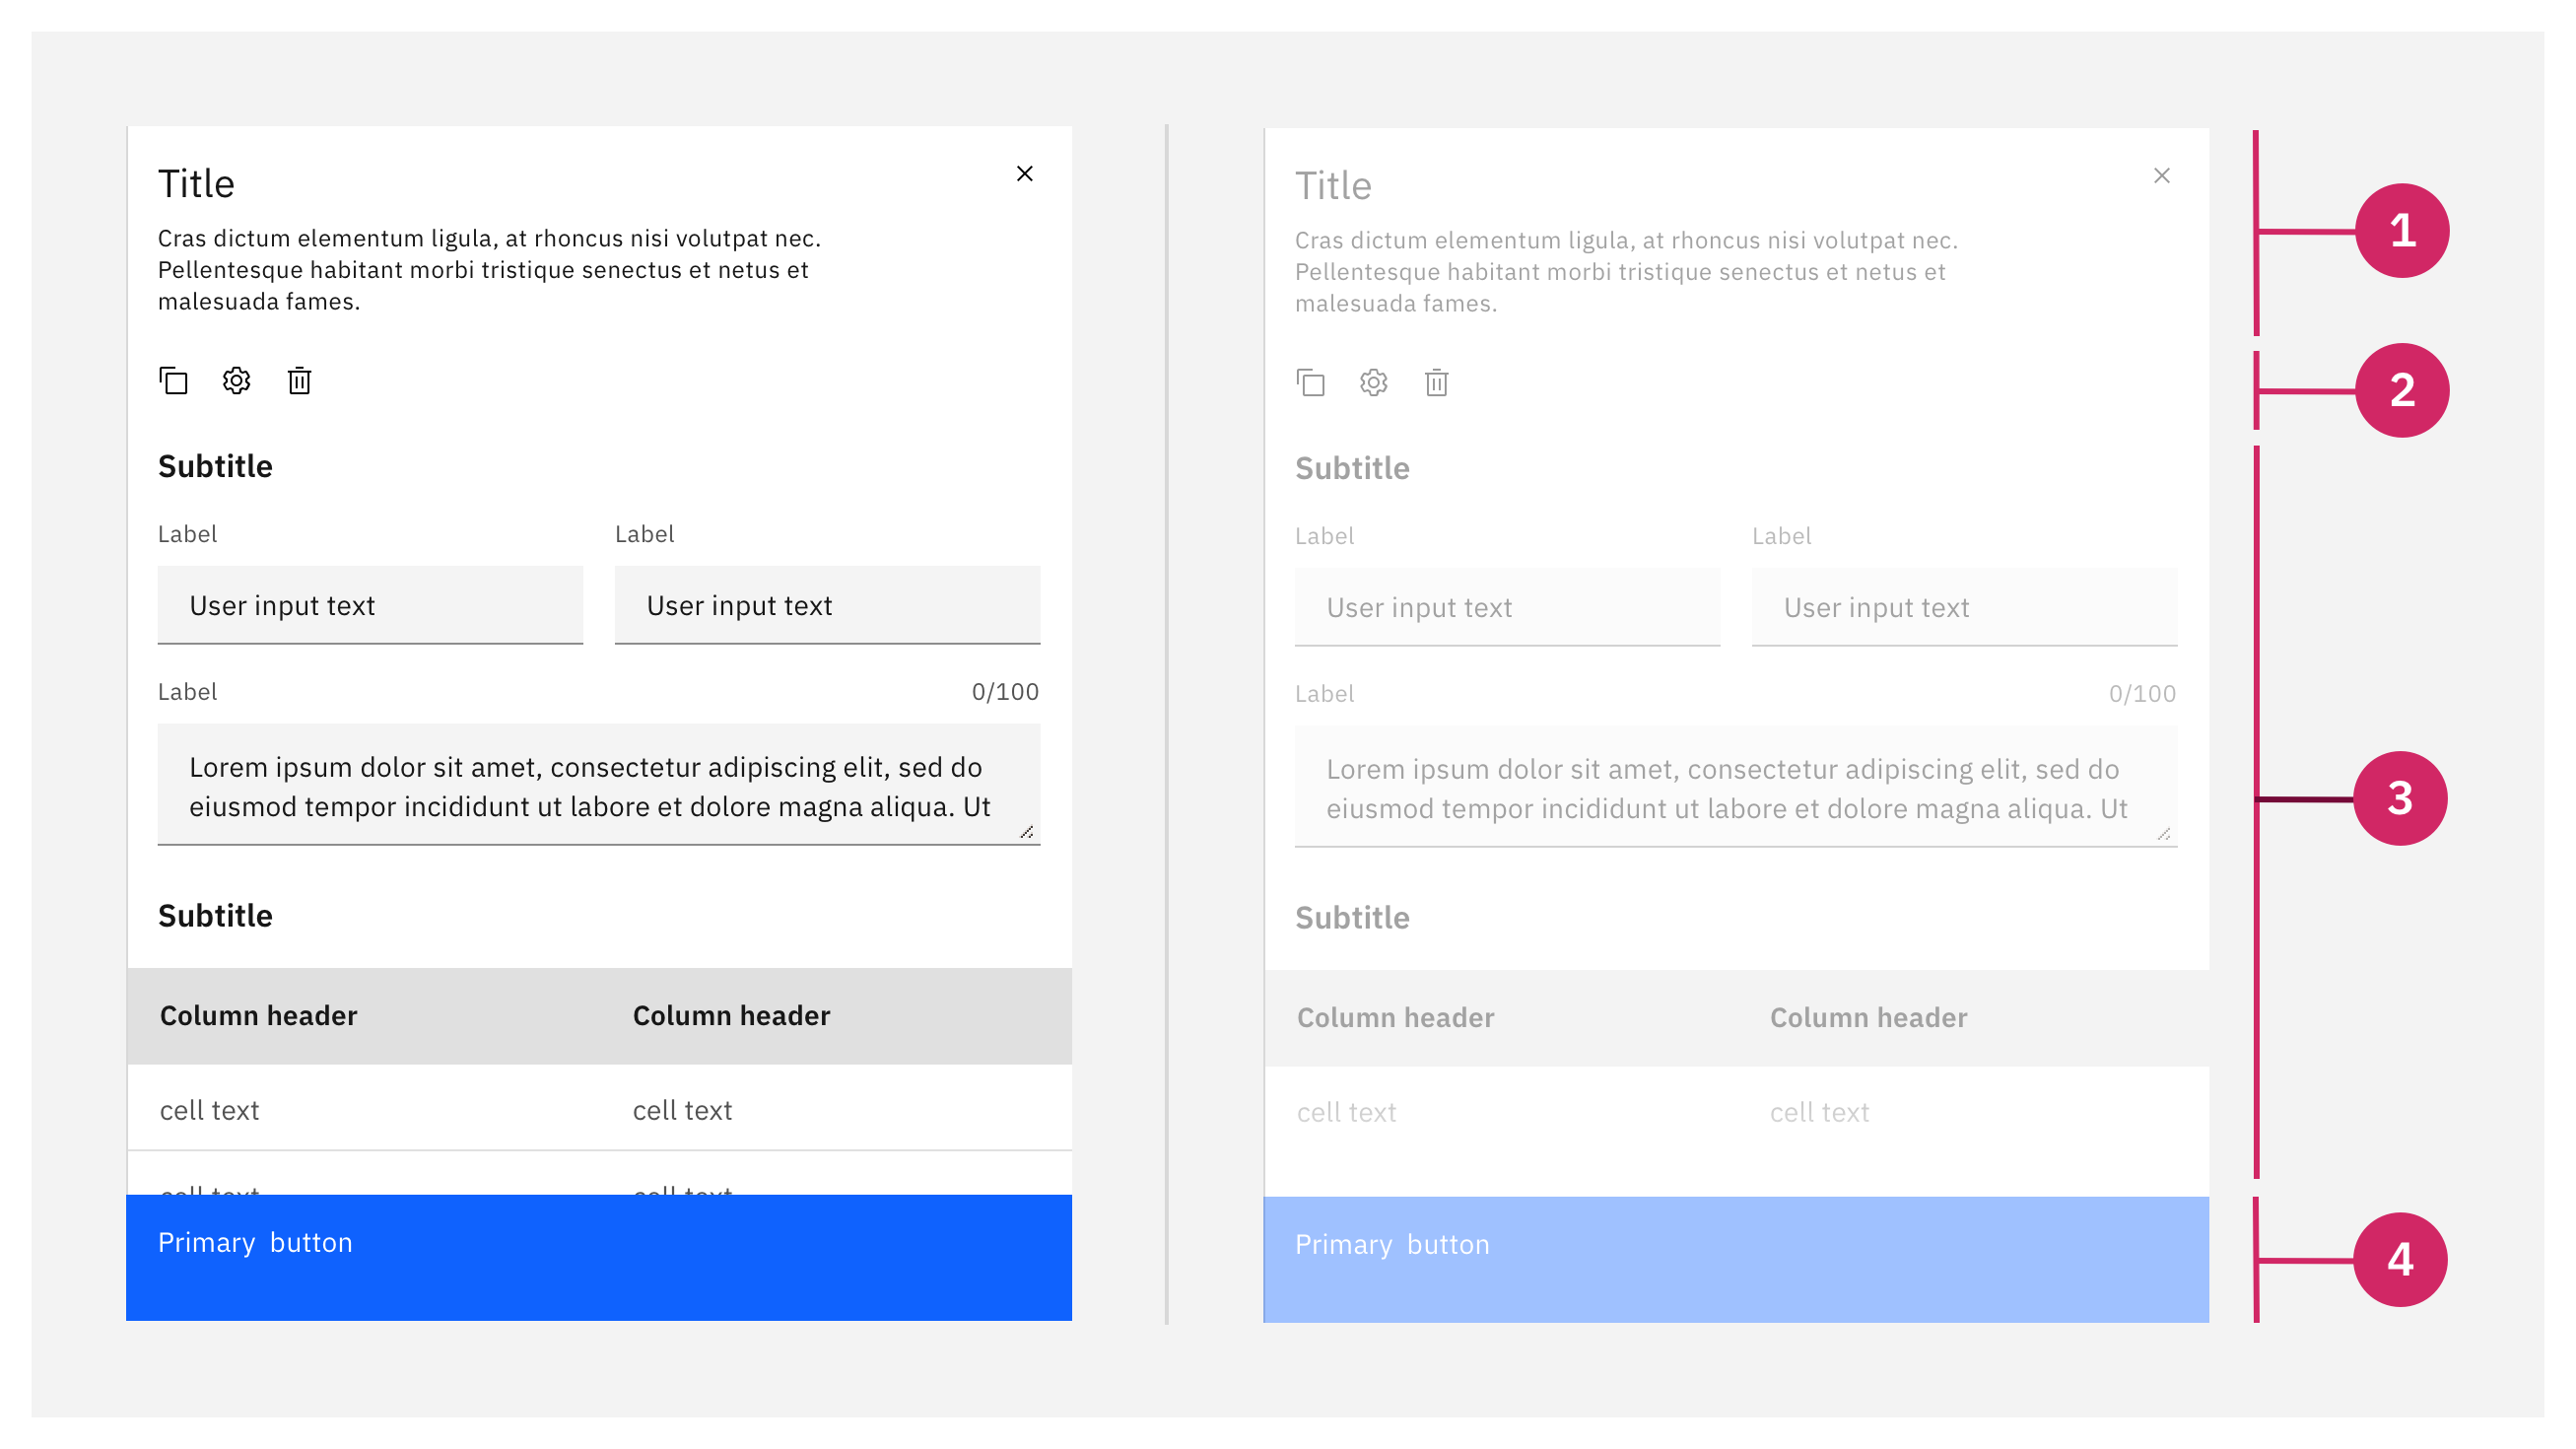 Title
Cras dictum elementum ligula, at rhoncus nisi volutpat nec.
Pellentesque habitant morbi tristique senectus et netus et
malesuada fames.
Subtitle
Label Label
User input text User input text
Label 0/100
Lorem ipsum dolor sit amet, consectetur adipiscing elit, sed do
eiusmod tempor incididunt ut labore et dolore magna aliqua. Ut
Subtitle
Column header Column header
cell text cell text
cell text cell text
Primary button
Title
Cras dictum elementum ligula, at rhoncus nisi volutpat nec.
Pellentesque habitant morbi tristique senectus et netus et
malesuada fames.
Subtitle
Label Label
User input text User input text
Label 0/100
Lorem ipsum dolor sit amet, consectetur adipiscing elit, sed do
eiusmod tempor incididunt ut labore et dolore magna aliqua. Ut
Subtitle
Column header Column header
cell text cell text
Primary button
1
2
3
4